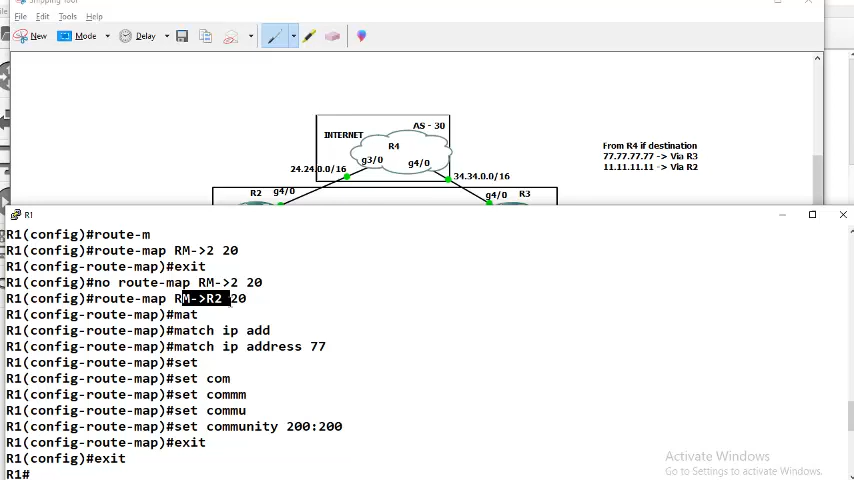 Snipping Tool
File Edit Tools Help
New Mode Delay
INTERNET AS - 30
R4
g3/0 g4/0
24.24.0.0/16 34.34.0.0/16
R2 g4/0 g4/0 R3
From R4 if destination
77.77.77.77 -> Via R3
11.11.11.11 -> Via R2
R1
R1(config)#route-m
R1(config)#route-map RM->2 20
R1(config-route-map)#exit
R1(config)#no route-map RM->2 20
R1(config)#route-map RM->R2 20
R1(config-route-map)#mat
R1(config-route-map)#match ip add
R1(config-route-map)#match ip address 77
R1(config-route-map)#set
R1(config-route-map)#set com
R1(config-route-map)#set commm
R1(config-route-map)#set commu
R1(config-route-map)#set community 200:200
R1(config-route-map)#exit
R1(config)#exit
R1#
Activate Windows
Go to Settings to activate Windows.